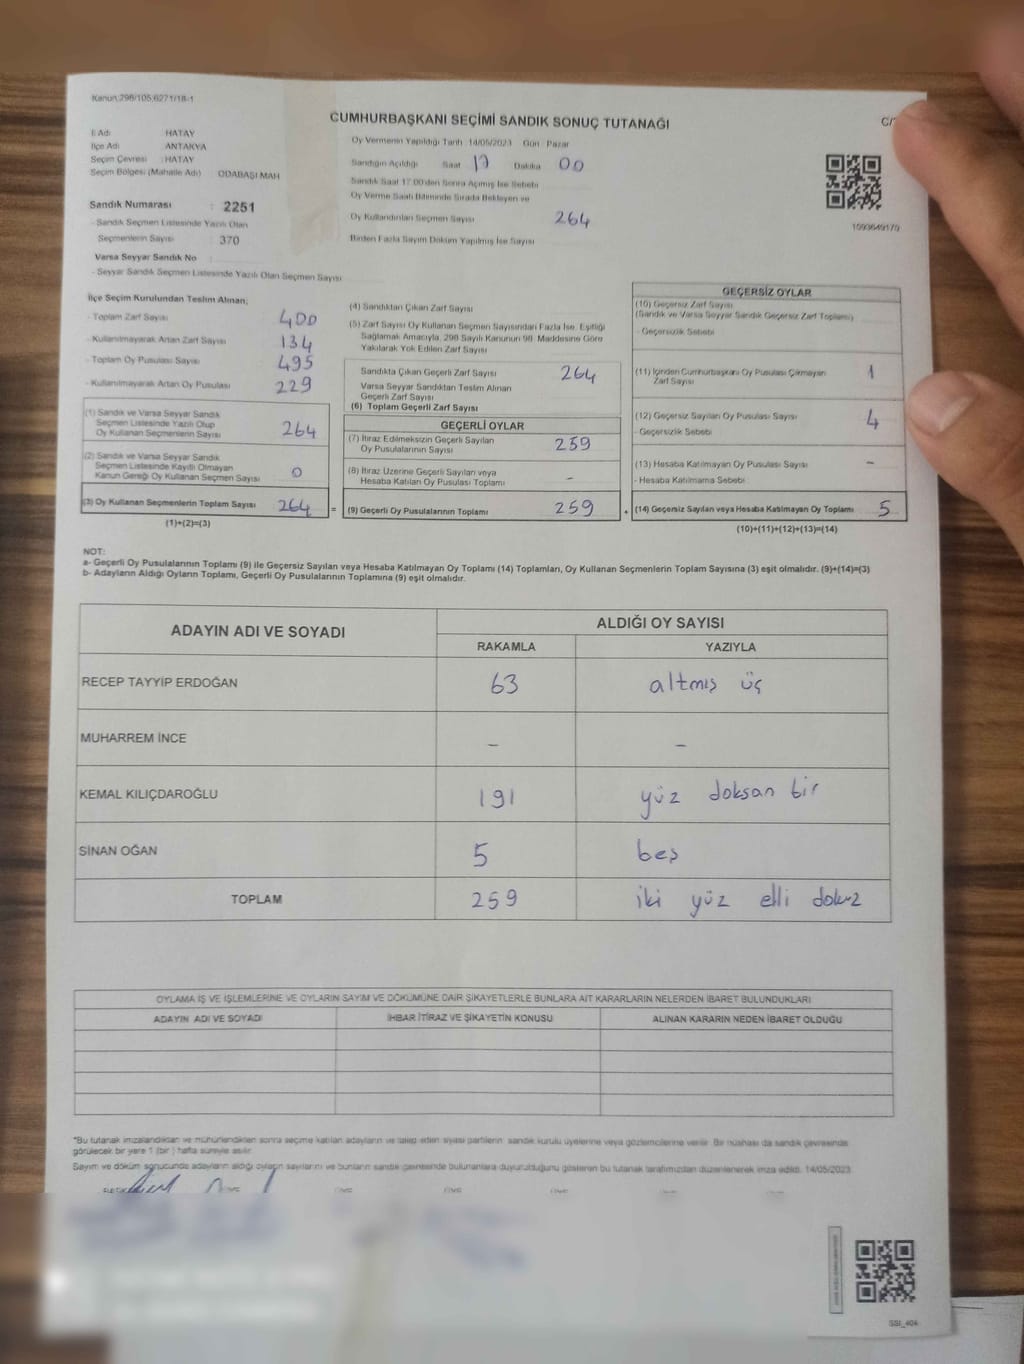 Kanun:298/105,6271/18-1
CUMHURBAŞKANI SEÇİMİ SANDIK SONUÇ TUTANAĞI
İl Adı : HATAY
İlçe Adı : ANTAKYA
Seçim Çevresi : HATAY
Seçim Bölgesi (Mahalle Adı) ODABAŞI MAH
Sandık Numarası : 2251
- Sandık Seçmen Listesinde Yazılı Olan
Seçmenlerin Sayısı : 370
Varsa Seyyar Sandık No :
- Seyyar Sandık Seçmen Listesinde Yazılı Olan Seçmen Sayısı
Oy Vermenin Yapıldığı Tarih :14/05/2023 Gün : Pazar
Sandığın Açıldığı Saat 17 Dakika 00
Sandık Saat 17.00'den Sonra Açılmış İse Sebebi
Oy Verme Saati Bitiminde Sırada Bekleyen ve
Oy Kullandırılan Seçmen Sayısı 264
Birden Fazla Sayım Döküm Yapılmış İse Sayısı
1093649170
İlçe Seçim Kurulundan Teslim Alınan;
- Toplam Zarf Sayısı 400
- Kullanılmayarak Artan Zarf Sayısı 134
- Toplam Oy Pusulası Sayısı 495
- Kullanılmayarak Artan Oy Pusulası 229
(1) Sandık ve Varsa Seyyar Sandık
Seçmen Listesinde Yazılı Olup
Oy Kullanan Seçmenlerin Sayısı 264
(2) Sandık ve Varsa Seyyar Sandık
Seçmen Listesinde Kayıtlı Olmayan
Kanun Gereği Oy Kullanan Seçmen Sayısı 0
(3) Oy Kullanan Seçmenlerin Toplam Sayısı 264 =
(1)+(2)=(3)
(4) Sandıktan Çıkan Zarf Sayısı
(5) Zarf Sayısı Oy Kullanan Seçmen Sayısından Fazla İse, Eşitliği
Sağlamak Amacıyla, 298 Sayılı Kanunun 98. Maddesine Göre
Yakılarak Yok Edilen Zarf Sayısı
Sandıkta Çıkan Geçerli Zarf Sayısı 264
Varsa Seyyar Sandıktan Teslim Alınan
Geçerli Zarf Sayısı
(6) Toplam Geçerli Zarf Sayısı
GEÇERLİ OYLAR
(7) İtiraz Edilmeksizin Geçerli Sayılan
Oy Pusulalarının Sayısı 259
(8) İtiraz Üzerine Geçerli Sayılan veya
Hesaba Katılan Oy Pusulası Toplamı -
(9) Geçerli Oy Pusulalarının Toplamı 259 +
GEÇERSİZ OYLAR
(10) Geçersiz Zarf Sayısı
(Sandık ve Varsa Seyyar Sandık Geçersiz Zarf Toplamı)
- Geçersizlik Sebebi
(11) İçinden Cumhurbaşkanı Oy Pusulası Çıkmayan
Zarf Sayısı 1
(12) Geçersiz Sayılan Oy Pusulası Sayısı 4
- Geçersizlik Sebebi
(13) Hesaba Katılmayan Oy Pusulası Sayısı -
- Hesaba Katılmama Sebebi
(14) Geçersiz Sayılan veya Hesaba Katılmayan Oy Toplamı 5
(10)+(11)+(12)+(13)=(14)
NOT:
a- Geçerli Oy Pusulalarının Toplamı (9) ile Geçersiz Sayılan veya Hesaba Katılmayan Oy Toplamı (14) Toplamları, Oy Kullanan Seçmenlerin Toplam Sayısına (3) eşit olmalıdır. (9)+(14)=(3)
b- Adayların Aldığı Oyların Toplamı, Geçerli Oy Pusulalarının Toplamına (9) eşit olmalıdır.
ADAYIN ADI VE SOYADI ALDIĞI OY SAYISI
RAKAMLA YAZIYLA
RECEP TAYYİP ERDOĞAN 63 altmış üç
MUHARREM İNCE - -
KEMAL KILIÇDAROĞLU 191 yüz doksan bir
SİNAN OĞAN 5 beş
TOPLAM 259 iki yüz elli dokuz
OYLAMA İŞ VE İŞLEMLERİNE VE OYLARIN SAYIM VE DÖKÜMÜNE DAİR ŞİKAYETLERLE BUNLARA AİT KARARLARIN NELERDEN İBARET BULUNDUKLARI
ADAYIN ADI VE SOYADI İHBAR İTİRAZ VE ŞİKAYETİN KONUSU ALINAN KARARIN NEDEN İBARET OLDUĞU
*Bu tutanak imzalandıktan ve mühürlendikten sonra seçime katılan adayların ve talep eden siyasi partilerin sandık kurulu üyelerine veya gözlemcilerine verilir. Bir nüshası da sandık çevresinde
görülecek bir yere 1 (bir) hafta süreyle asılır.
Sayım ve döküm sonucunda adayların aldığı oyların sayılarını ve bunların sandık çevresinde bulunanlara duyurulduğunu gösteren bu tutanak tarafımızdan düzenlenerek imza edildi. 14/05/2023
SSI_404